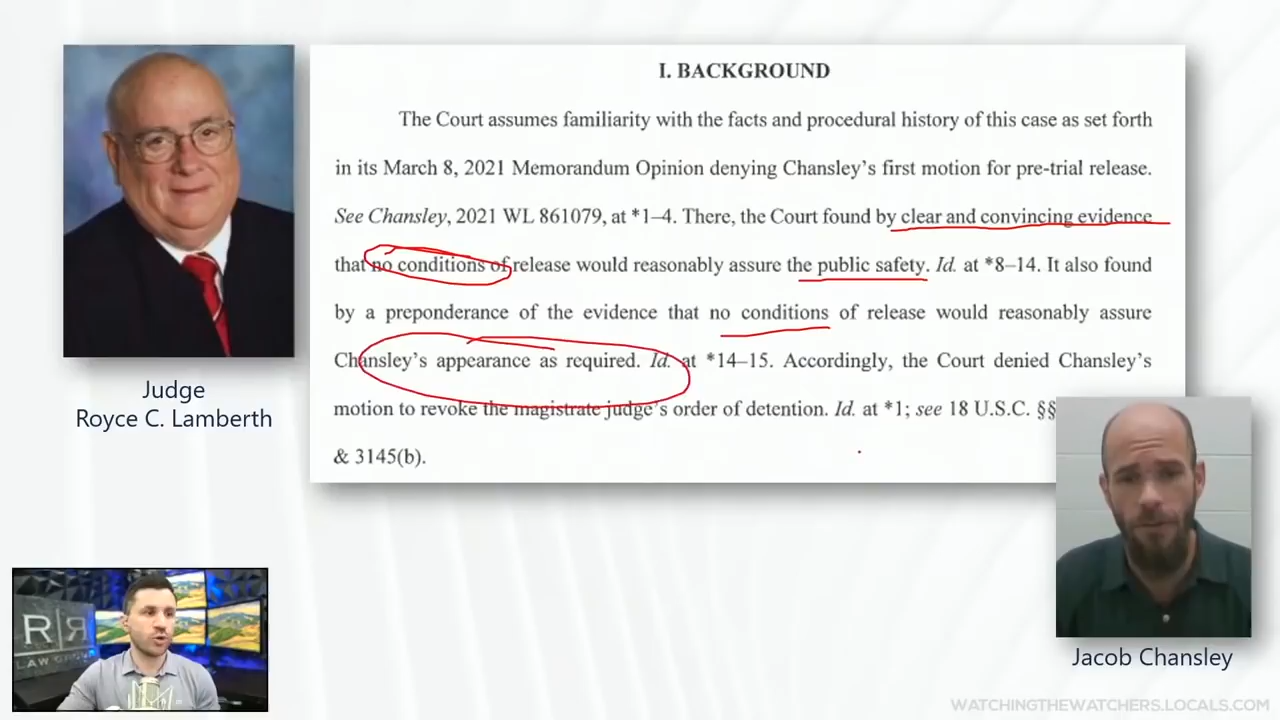 I. BACKGROUND
The Court assumes familiarity with the facts and procedural history of this case as set forth
in its March 8, 2021 Memorandum Opinion denying Chansley’s first motion for pre-trial release.
See Chansley, 2021 WL 861079, at *1–4. There, the Court found by clear and convincing evidence
that no conditions of release would reasonably assure the public safety. Id. at *8–14. It also found
by a preponderance of the evidence that no conditions of release would reasonably assure
Chansley’s appearance as required. Id. at *14–15. Accordingly, the Court denied Chansley’s
motion to revoke the magistrate judge’s order of detention. Id. at *1; see 18 U.S.C. §§
& 3145(b).
Judge
Royce C. Lamberth
Jacob Chansley
R R
LAW GROUP
WATCHINGTHEWATCHERS.LOCALS.COM